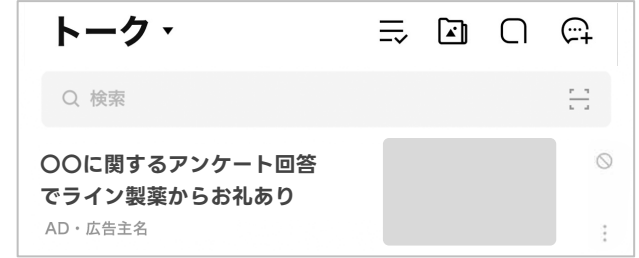 トーク
検索
〇〇に関するアンケート回答
でライン製薬からお礼あり
AD・広告主名